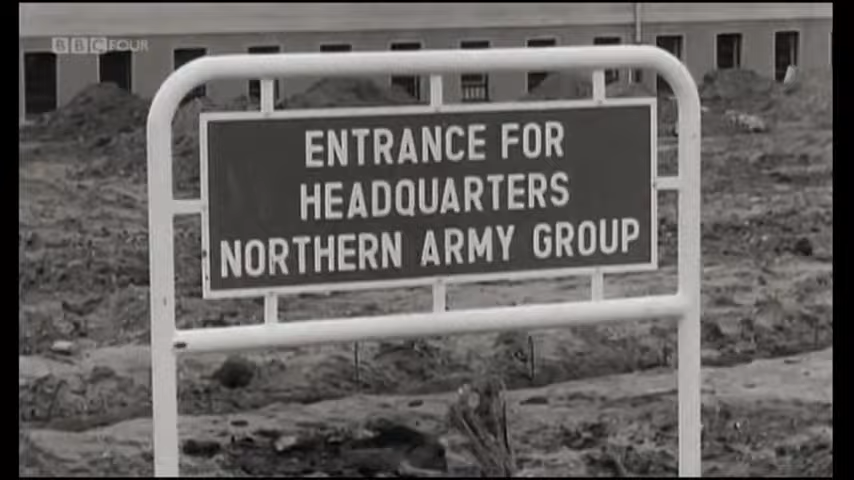 BBC FOUR
ENTRANCE FOR
HEADQUARTERS
NORTHERN ARMY GROUP